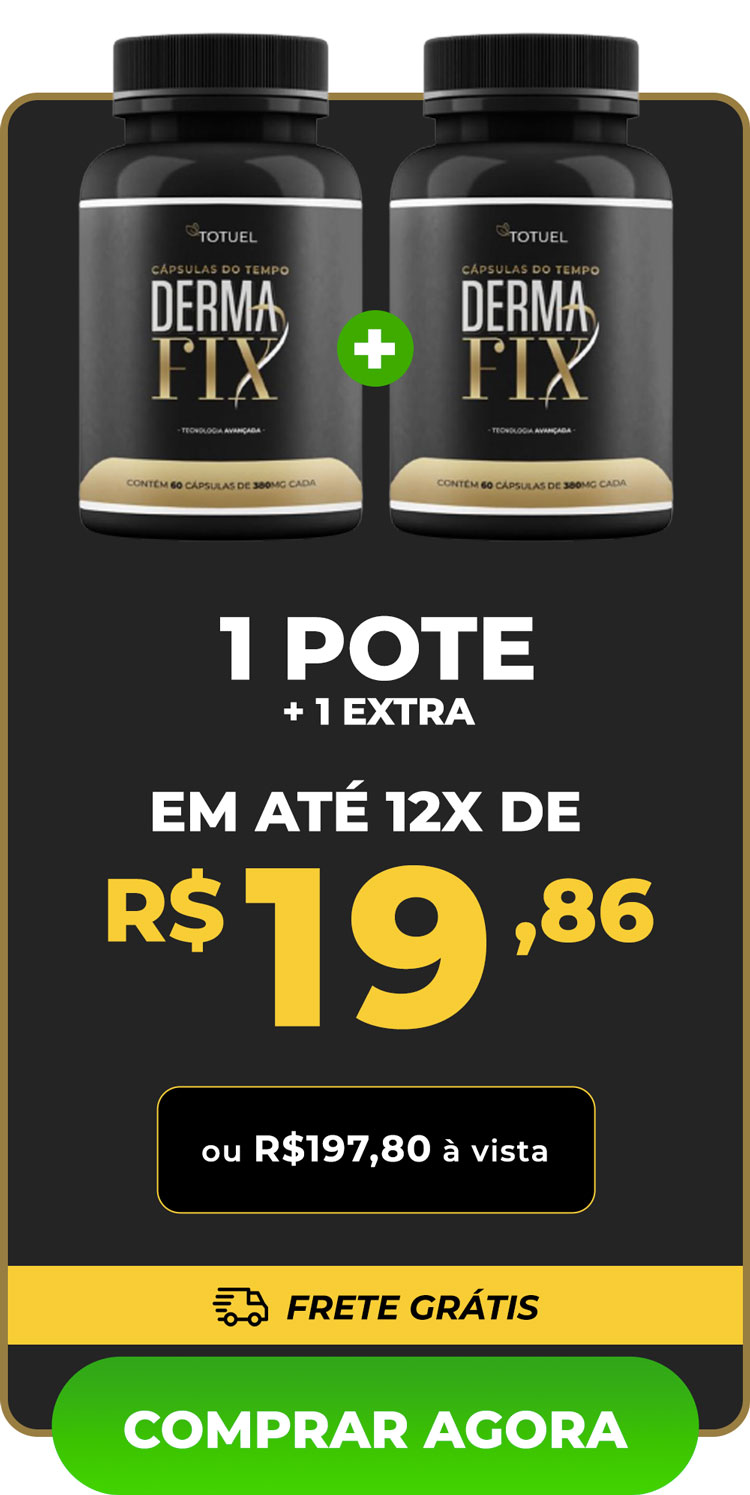 TOTUEL
CÁPSULAS DO TEMPO
DERMA
FIX
- TECNOLOGIA AVANÇADA -
CONTÉM 60 CÁPSULAS DE 380MG CADA
TOTUEL
CÁPSULAS DO TEMPO
DERMA
FIX
- TECNOLOGIA AVANÇADA -
CONTÉM 60 CÁPSULAS DE 380MG CADA
1 POTE
+ 1 EXTRA
EM ATÉ 12X DE
R$19,86
ou R$197,80 à vista
FRETE GRÁTIS
COMPRAR AGORA